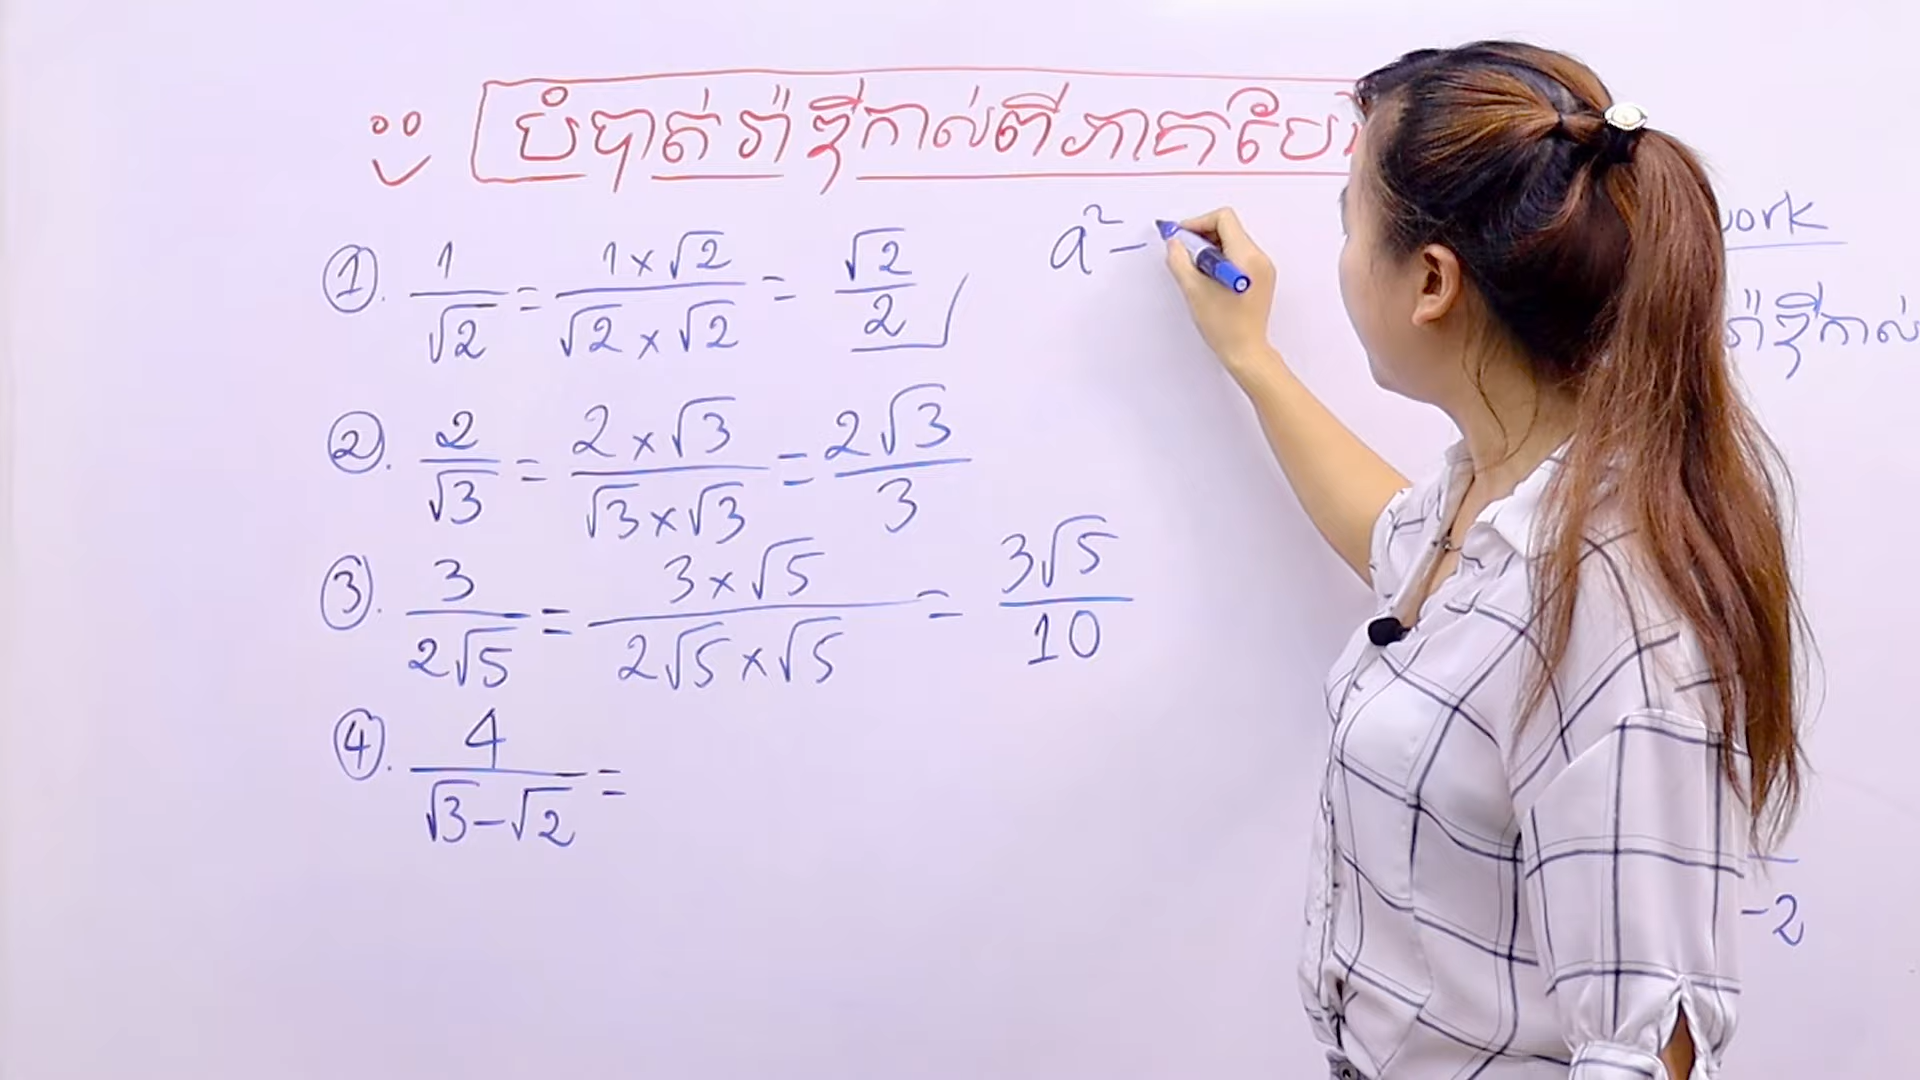 បំបាត់រ៉ាឌីកាល់ពីភាគបែ
① . 1/√2 = 1×√2/√2×√2 = √2/2
② . 2/√3 = 2×√3/√3×√3 = 2√3/3
③ . 3/2√5 = 3×√5/2√5×√5 = 3√5/10
④ . 4/√3-√2 =
a² -
work
រ៉ាឌីកាល់
-2